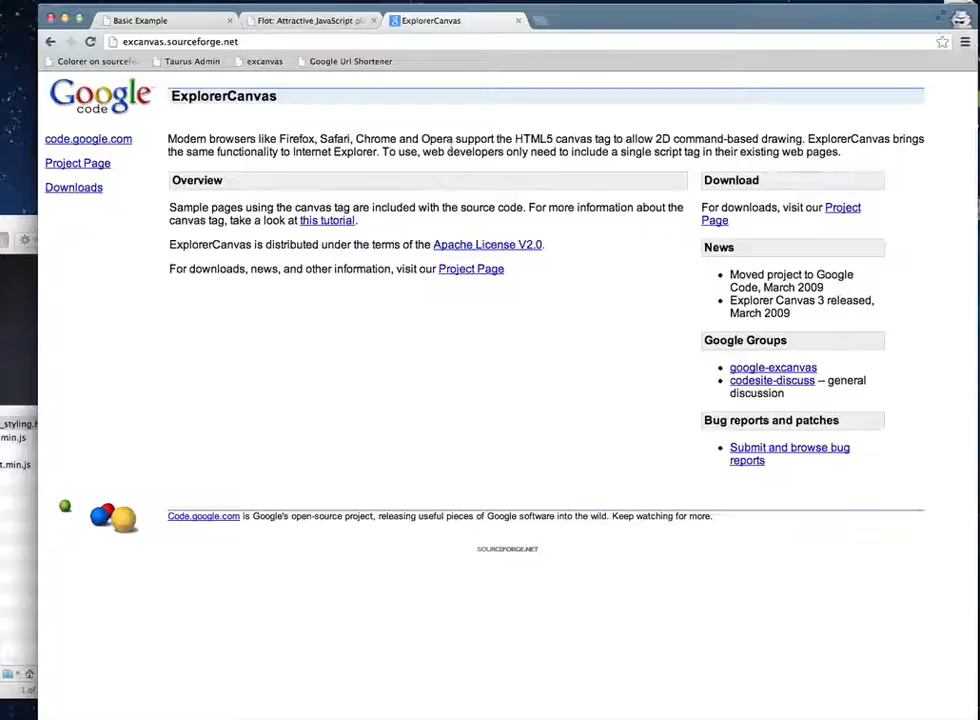 Basic Example
Flot: Attractive JavaScript pl
ExplorerCanvas
excanvas.sourceforge.net
Colorer on sourcef
Taurus Admin
excanvas
Google Url Shortener
Google
code
ExplorerCanvas
code.google.com
Project Page
Downloads
Modern browsers like Firefox, Safari, Chrome and Opera support the HTML5 canvas tag to allow 2D command-based drawing. ExplorerCanvas brings
the same functionality to Internet Explorer. To use, web developers only need to include a single script tag in their existing web pages.
Overview
Sample pages using the canvas tag are included with the source code. For more information about the
canvas tag, take a look at this tutorial.
ExplorerCanvas is distributed under the terms of the Apache License V2.0.
For downloads, news, and other information, visit our Project Page
Download
For downloads, visit our Project
Page
News
• Moved project to Google
Code, March 2009
• Explorer Canvas 3 released,
March 2009
Google Groups
• google-excanvas
• codesite-discuss -- general
discussion
Bug reports and patches
• Submit and browse bug
reports
_styling.h
min.js
t.min.js
Code.google.com is Google's open-source project, releasing useful pieces of Google software into the wild. Keep watching for more.
SOURCEFORGE.NET
1 of